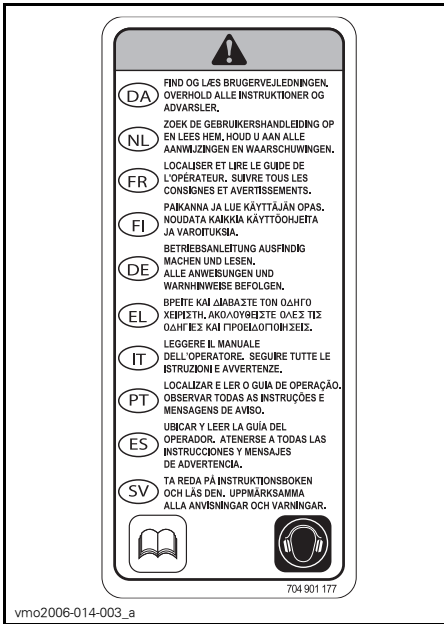 DA
FIND OG LÆS BRUGERVEJLEDNINGEN.
OVERHOLD ALLE INSTRUKTIONER OG
ADVARSLER.
NL
ZOEK DE GEBRUIKERSHANDLEIDING OP
EN LEES HEM. HOUD U AAN ALLE
AANWIJZINGEN EN WAARSCHUWINGEN.
FR
LOCALISER ET LIRE LE GUIDE DE
L'OPÉRATEUR. SUIVRE TOUS LES
CONSIGNES ET AVERTISSEMENTS.
FI
PAIKANNA JA LUE KÄYTTÄJÄN OPAS.
NOUDATA KAIKKIA KÄYTTÖOHJEITA
JA VAROITUKSIA.
DE
BETRIEBSANLEITUNG AUSFINDIG
MACHEN UND LESEN.
ALLE ANWEISUNGEN UND
WARNHINWEISE BEFOLGEN.
EL
ΒΡΕΙΤΕ ΚΑΙ ΔΙΑΒΑΣΤΕ ΤΟΝ ΟΔΗΓΟ
ΧΕΙΡΙΣΤΗ. ΑΚΟΛΟΥΘΕΙΣΤΕ ΟΛΕΣ ΤΙΣ
ΟΔΗΓΙΕΣ ΚΑΙ ΠΡΟΕΙΔΟΠΟΙΗΣΕΙΣ.
IT
LEGGERE IL MANUALE
DELL'OPERATORE. SEGUIRE TUTTE LE
ISTRUZIONI E AVVERTENZE.
PT
LOCALIZAR E LER O GUIA DE OPERAÇÃO.
OBSERVAR TODAS AS INSTRUÇÕES E
MENSAGENS DE AVISO.
ES
UBICAR Y LEER LA GUÍA DEL
OPERADOR. ATENERSE A TODAS LAS
INSTRUCCIONES Y MENSAJES
DE ADVERTENCIA.
SV
TA REDA PÅ INSTRUKTIONSBOKEN
OCH LÄS DEN. UPPMÄRKSAMMA
ALLA ANVISNINGAR OCH VARNINGAR.
704 901 177
vmo2006-014-003_a